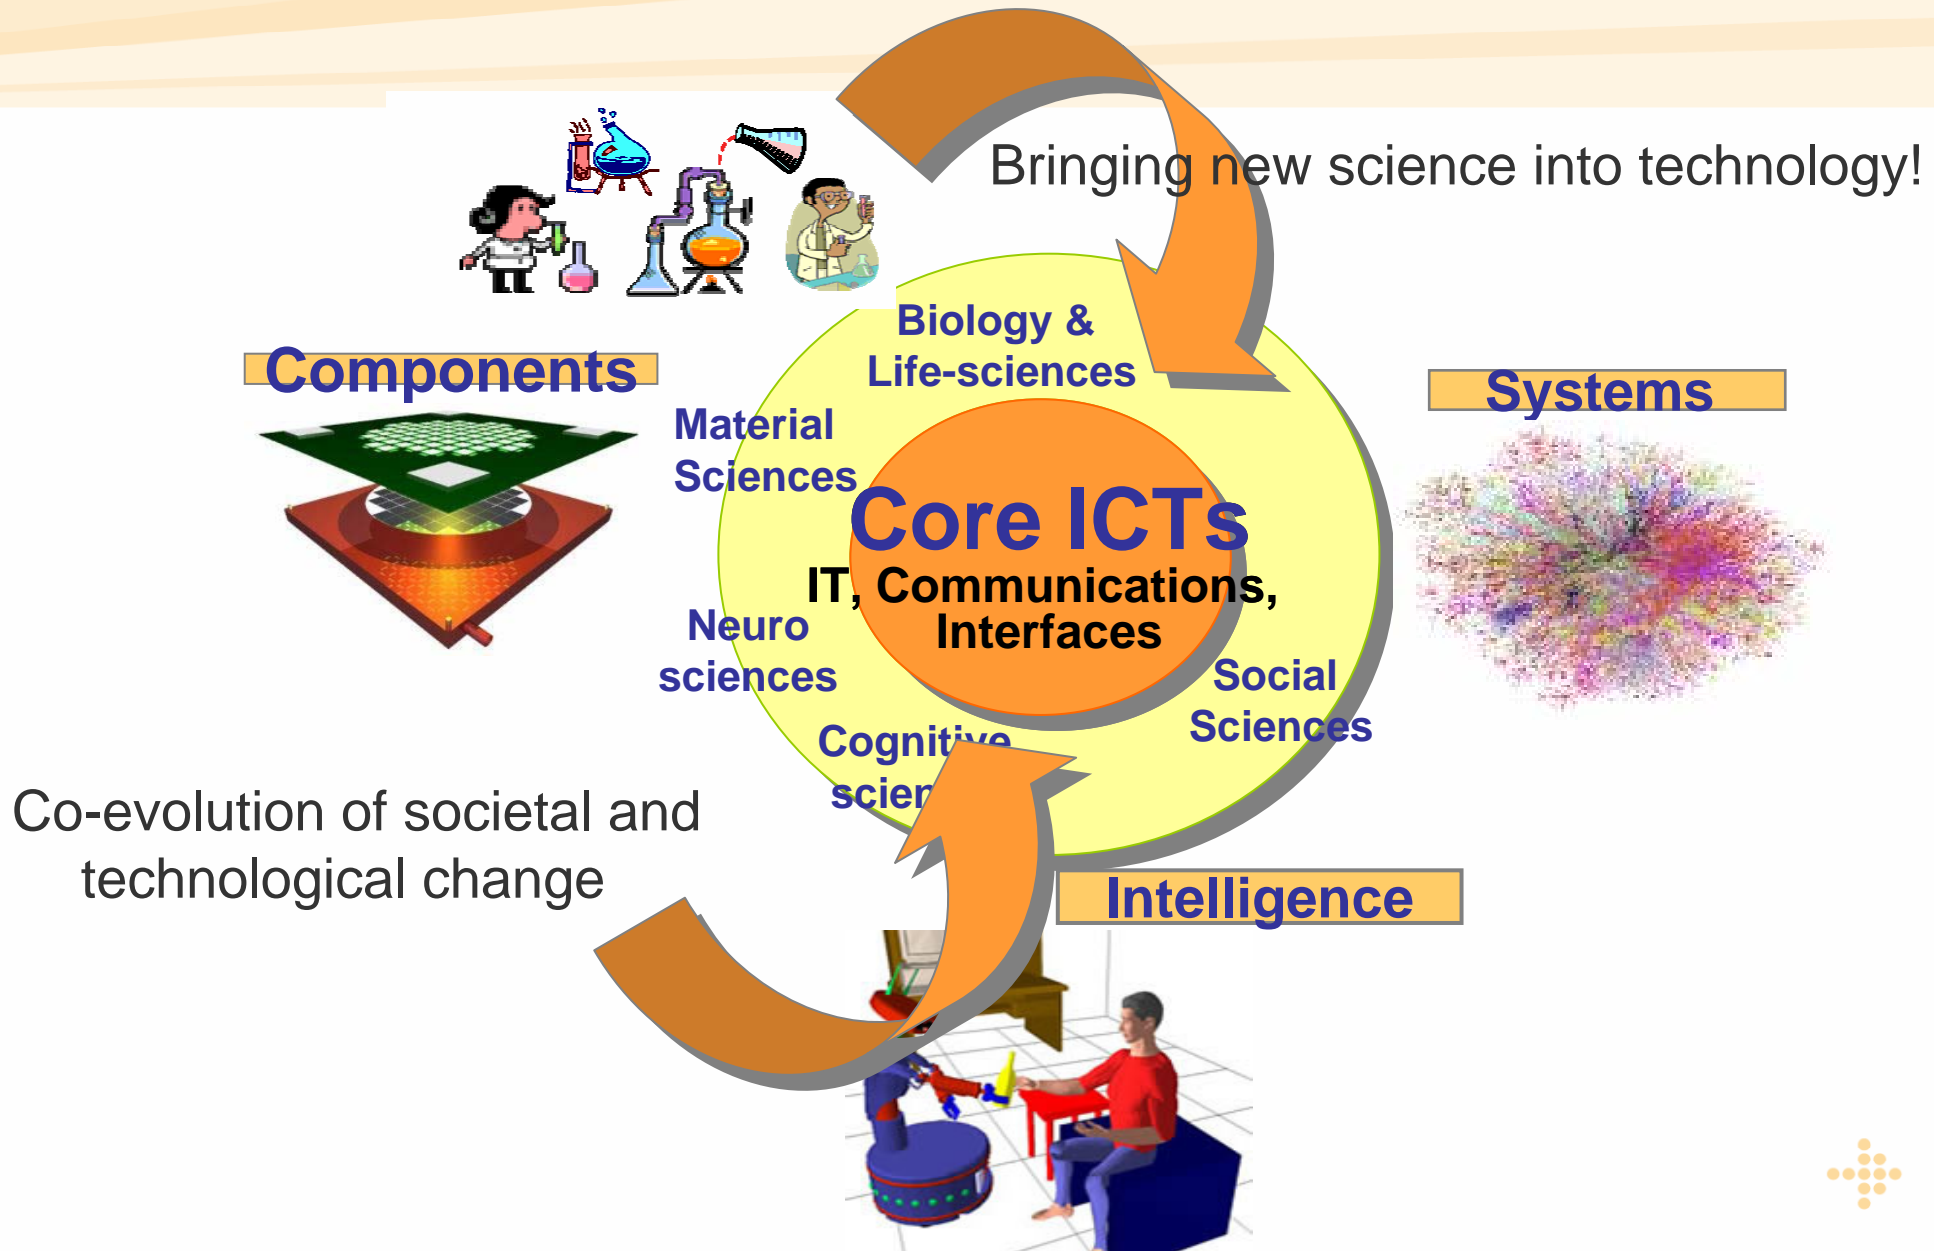 Bringing new science into technology!
Biology &
Life-sciences
Components
Systems
Material
Sciences
Core ICTs
IT, Communications,
Interfaces
Neuro
sciences
Social
Sciences
Cognitive
Co-evolution of societal and
technological change
Intelligence